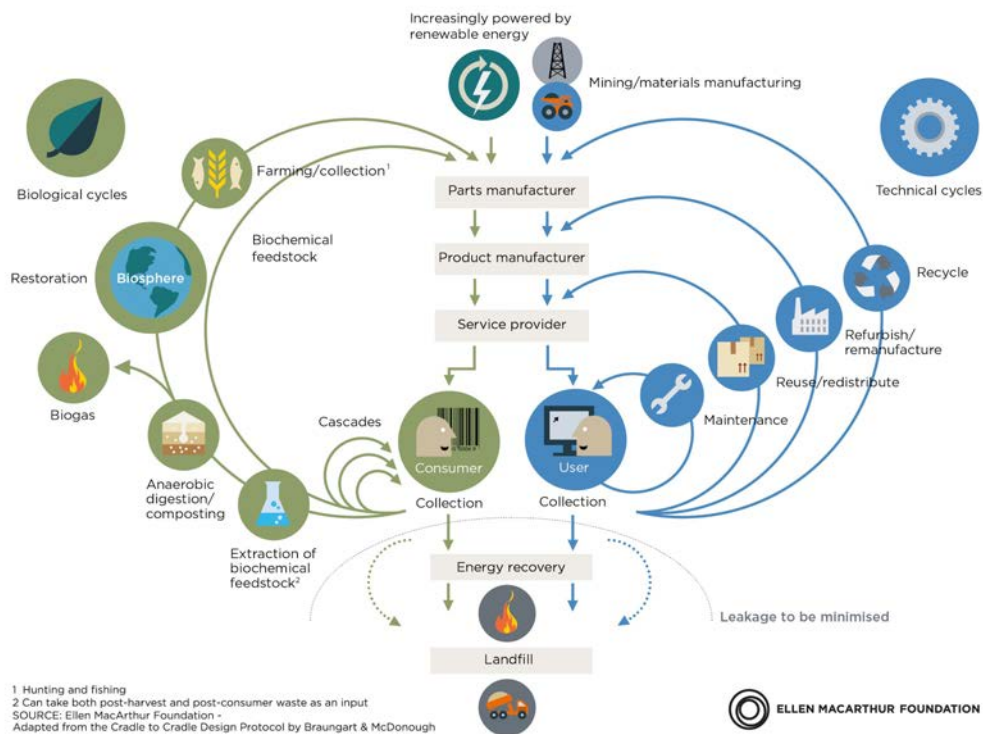 Increasingly powered by
renewable energy
Mining/materials manufacturing
Biological cycles
Farming/collection¹
Technical cycles
Parts manufacturer
Biochemical
feedstock
Product manufacturer
Restoration
Biosphere
Recycle
Service provider
Refurbish/
remanufacture
Biogas
Reuse/redistribute
Cascades
Maintenance
Consumer
User
Anaerobic
digestion/
composting
Collection
Collection
Extraction of
biochemical
feedstock²
Energy recovery
Leakage to be minimised
Landfill
1 Hunting and fishing
2 Can take both post-harvest and post-consumer waste as an input
SOURCE: Ellen MacArthur Foundation -
Adapted from the Cradle to Cradle Design Protocol by Braungart & McDonough
ELLEN MACARTHUR FOUNDATION